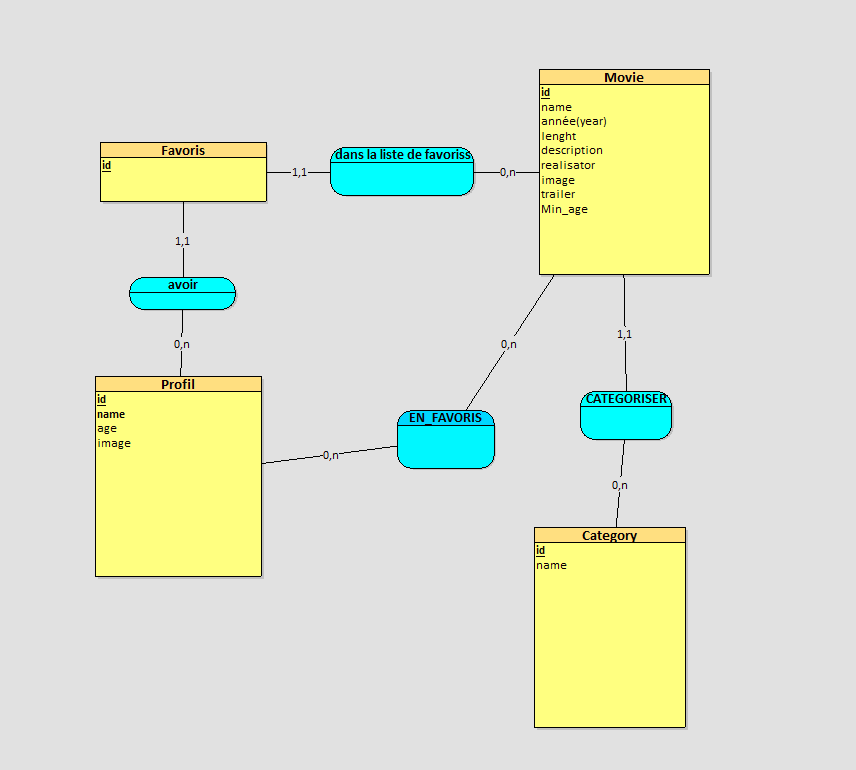 Movie
id
name
année(year)
lenght
description
realisator
image
trailer
Min_age
Favoris
id
1,1
dans la liste de favoriss
0,n
1,1
avoir
0,n
Profil
id
name
age
image
0,n
EN_FAVORIS
0,n
1,1
CATEGORISER
0,n
Category
id
name